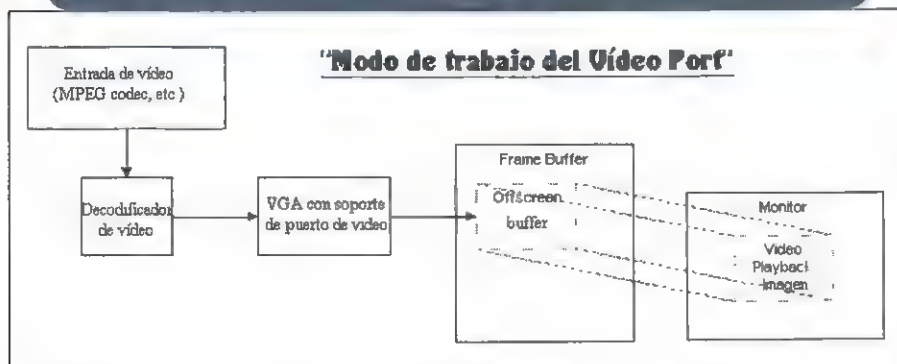 "Modo de trabajo del Vídeo Port"
Entrada de vídeo
(MPEG codec, etc )
Decodificador
de vídeo
VGA con soporte
de puerto de video
Frame Buffer
Offscreen
buffer
Monitor
Video
Playback
Imagen